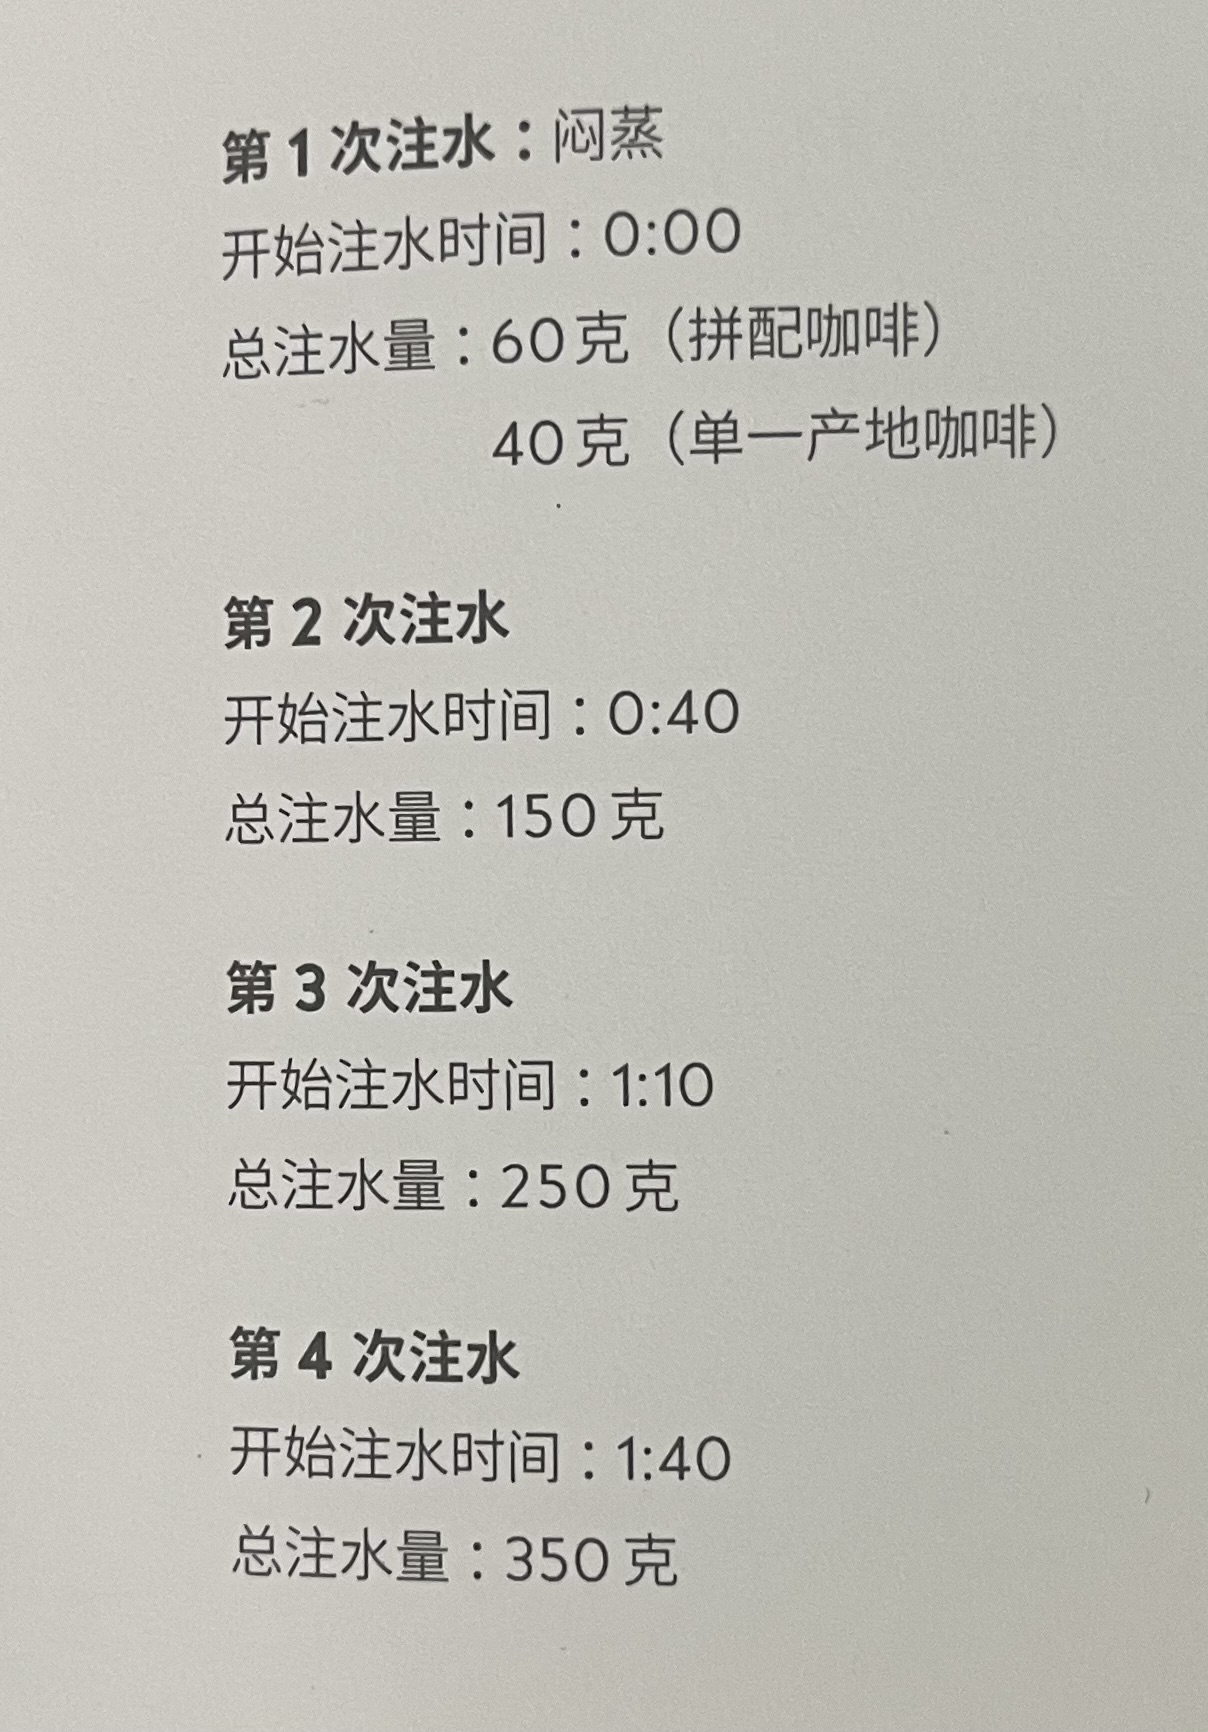 第 1 次注水：闷蒸
开始注水时间：0:00
总注水量：60 克（拼配咖啡）
40 克（单一产地咖啡）
第 2 次注水
开始注水时间：0:40
总注水量：150 克
第 3 次注水
开始注水时间：1:10
总注水量：250 克
第 4 次注水
开始注水时间：1:40
总注水量：350 克